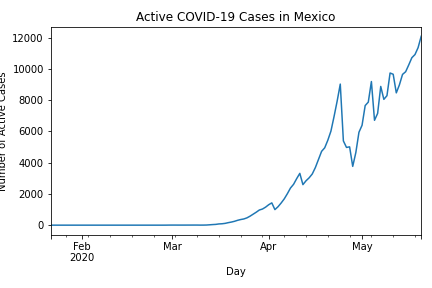 Active COVID-19 Cases in Mexico
Number of Active Cases
12000
10000
8000
6000
4000
2000
0
Feb
2020
Mar
Apr
May
Day